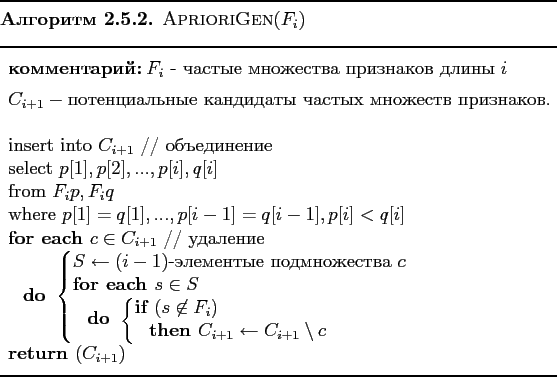 Алгоритм 2.5.2. APRIORIGEN(F_i)
комментарий: F_i - частые множества признаков длины i
C_{i+1} − потенциальные кандидаты частых множеств признаков.
insert into C_{i+1} // объединение
select p[1], p[2], ..., p[i], q[i]
from F_i p, F_i q
where p[1] = q[1], ..., p[i − 1] = q[i − 1], p[i] < q[i]
for each c ∈ C_{i+1} // удаление
do { S ← (i − 1)-элементые подмножества c
for each s ∈ S
do { if (s ∉ F_i)
then C_{i+1} ← C_{i+1} \ c
return (C_{i+1})